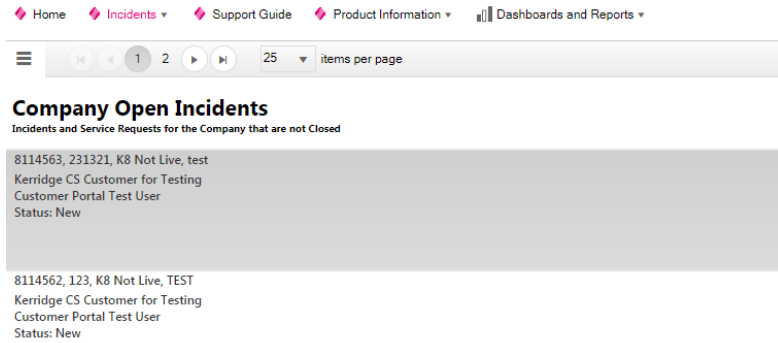 Home Incidents Support Guide Product Information Dashboards and Reports
1 2 25 items per page
Company Open Incidents
Incidents and Service Requests for the Company that are not Closed
8114563, 231321, K8 Not Live, test
Kerridge CS Customer for Testing
Customer Portal Test User
Status: New
8114562, 123, K8 Not Live, TEST
Kerridge CS Customer for Testing
Customer Portal Test User
Status: New